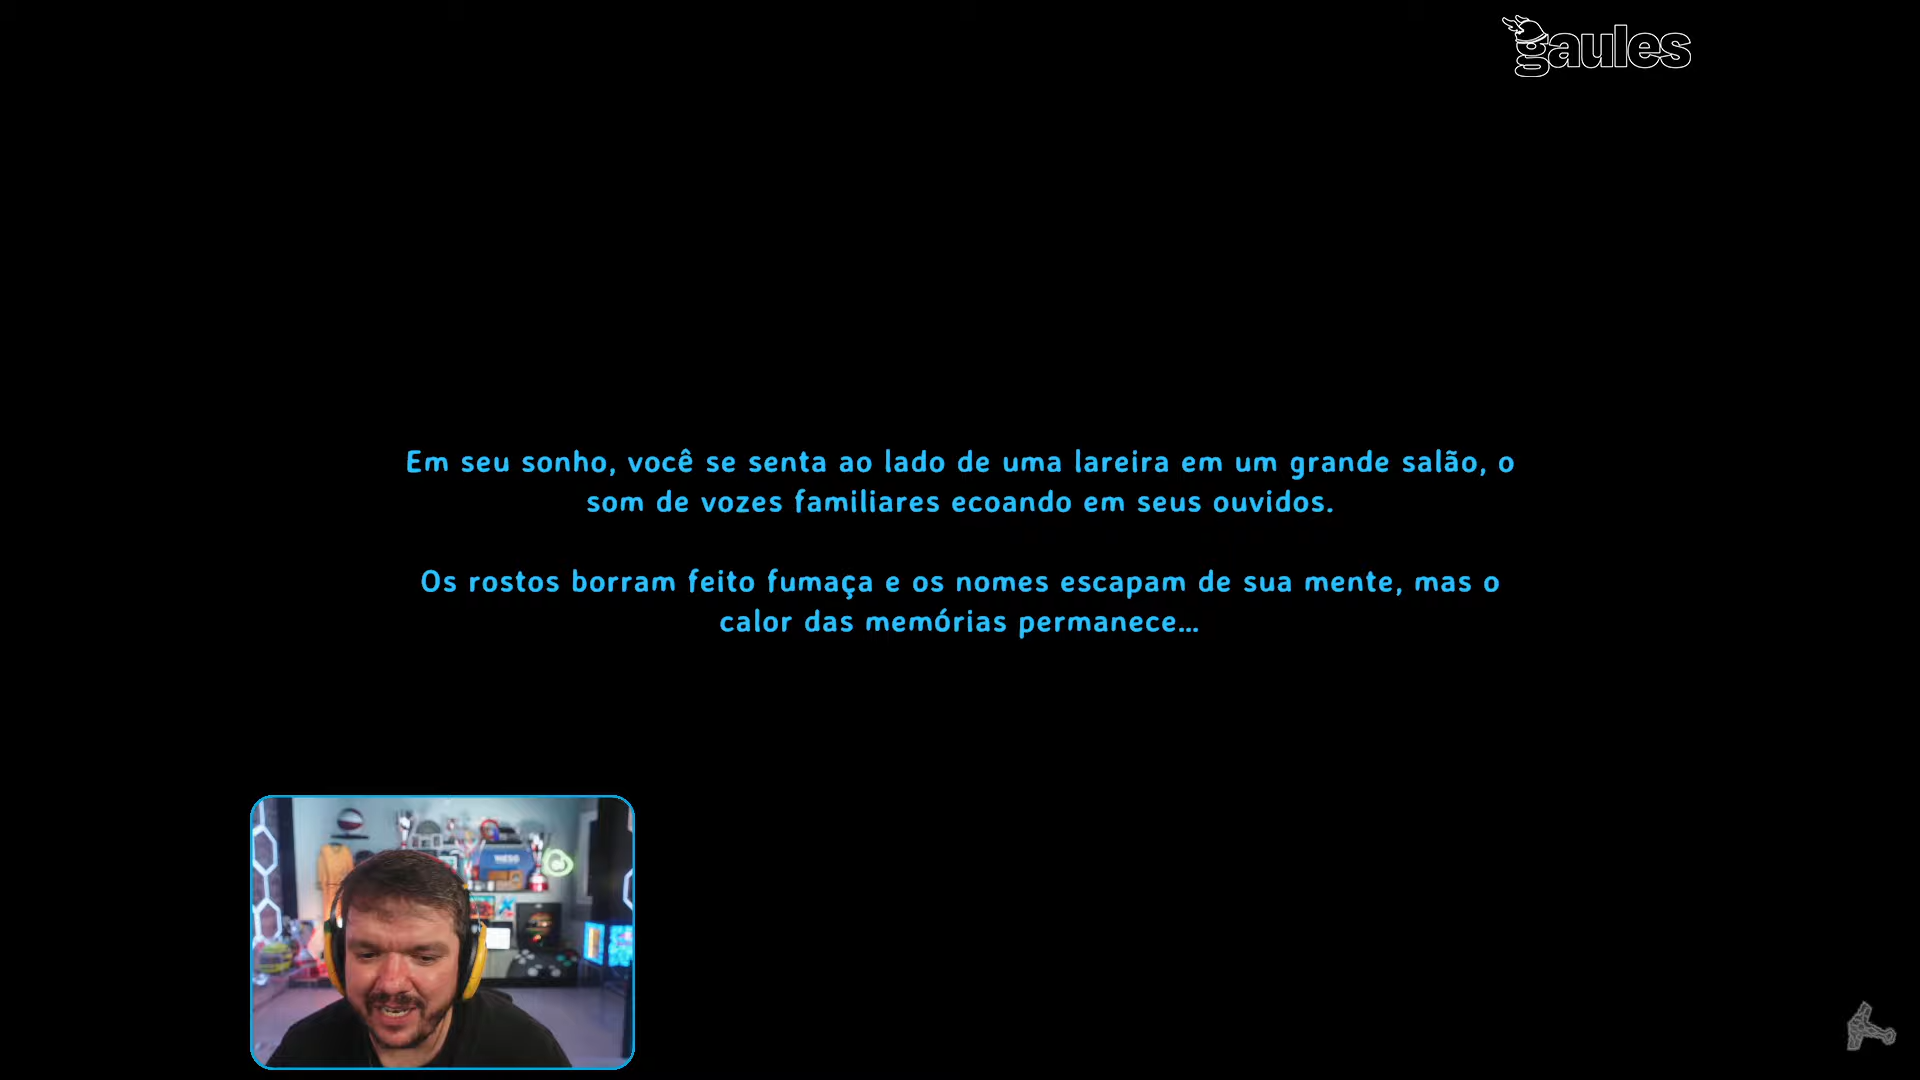 gaules
Em seu sonho, você se senta ao lado de uma lareira em um grande salão, o
som de vozes familiares ecoando em seus ouvidos.
Os rostos borram feito fumaça e os nomes escapam de sua mente, mas o
calor das memórias permanece...